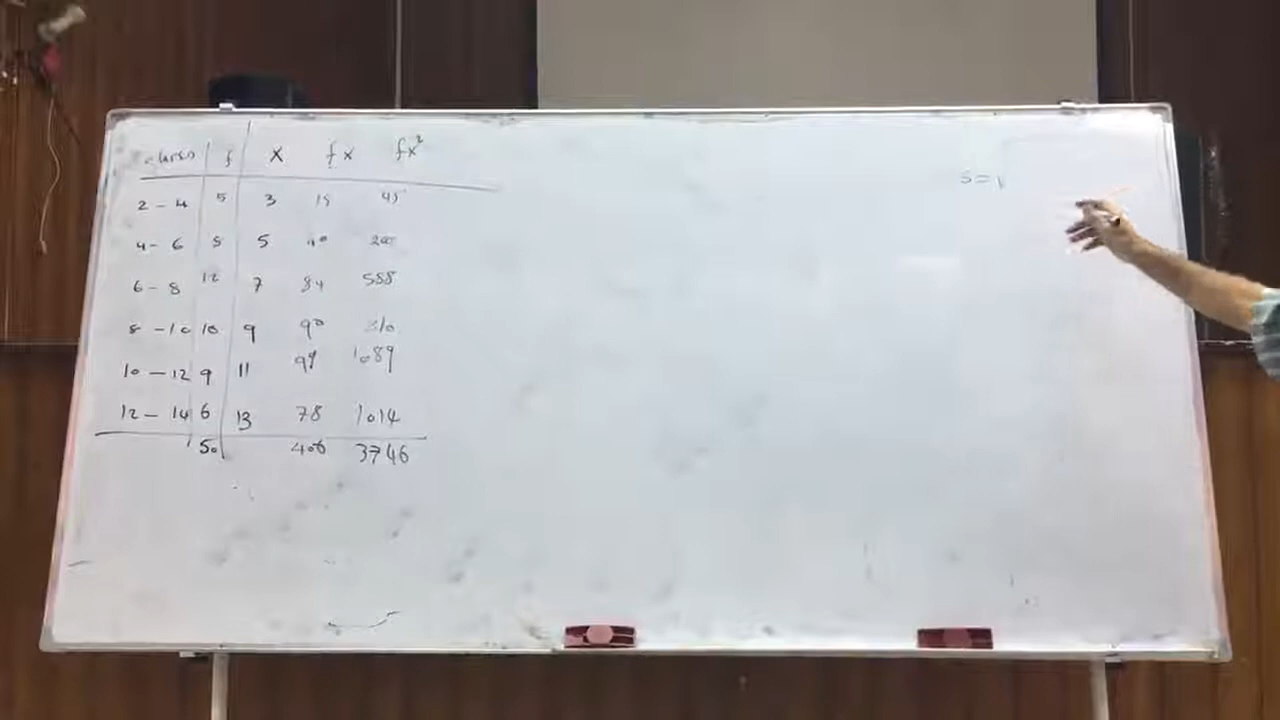 class f x fx fx²
2 - 4 5 3 15 45
4 - 6 8 5 40 200
6 - 8 12 7 84 588
8 - 10 10 9 90 810
10 - 12 9 11 99 1089
12 - 14 6 13 78 1014
50 406 3746
S =